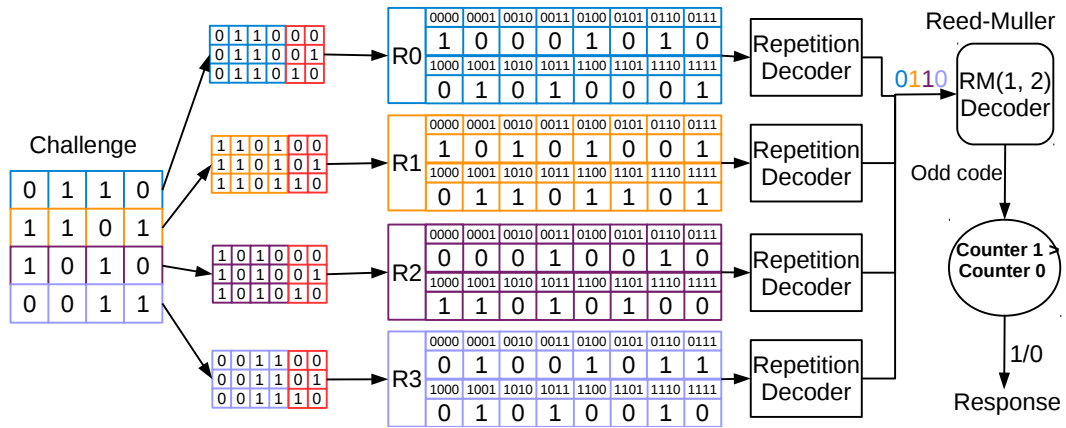 Reed-Muller
Challenge
0 1 1 0
1 1 0 1
1 0 1 0
0 0 1 1
0 1 1 0 0 0
0 1 1 0 0 1
0 1 1 0 1 0
R0
0000 0001 0010 0011 0100 0101 0110 0111
1 0 0 0 1 0 1 0
1000 1001 1010 1011 1100 1101 1110 1111
0 1 0 1 0 0 0 1
Repetition
Decoder
1 1 0 1 0 0
1 1 0 1 0 1
1 1 0 1 1 0
R1
0000 0001 0010 0011 0100 0101 0110 0111
1 0 1 0 1 0 0 1
1000 1001 1010 1011 1100 1101 1110 1111
0 1 1 0 1 1 0 1
Repetition
Decoder
1 0 1 0 0 0
1 0 1 0 0 1
1 0 1 0 1 0
R2
0000 0001 0010 0011 0100 0101 0110 0111
0 0 0 1 0 0 1 0
1000 1001 1010 1011 1100 1101 1110 1111
1 1 0 1 0 1 0 0
Repetition
Decoder
0 0 1 1 0 0
0 0 1 1 0 1
0 0 1 1 1 0
R3
0000 0001 0010 0011 0100 0101 0110 0111
0 1 0 0 1 0 1 1
1000 1001 1010 1011 1100 1101 1110 1111
0 1 0 1 0 0 1 0
Repetition
Decoder
0110
RM(1, 2)
Decoder
Odd code
Counter 1 >
Counter 0
1/0
Response